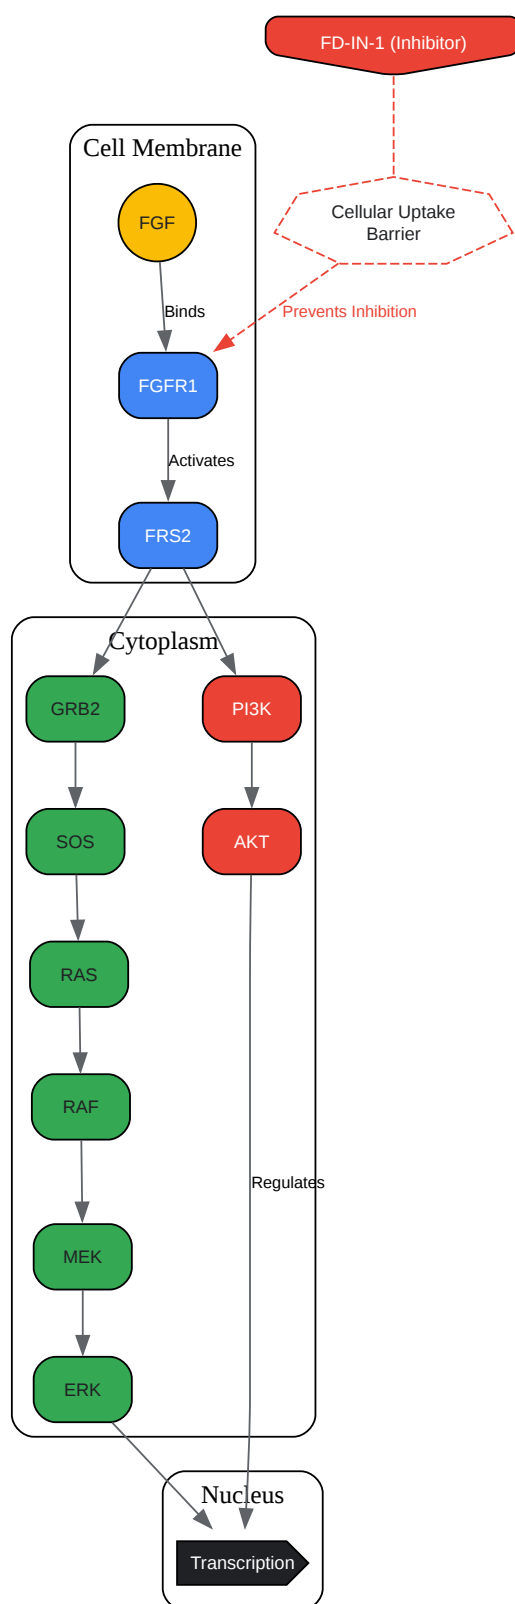 FD-IN-1 (Inhibitor)
Cell Membrane
Cellular Uptake
Barrier
FGF
Binds
Prevents Inhibition
FGFR1
Activates
FRS2
Cytoplasm
GRB2
PI3K
SOS
AKT
RAS
RAF
Regulates
MEK
ERK
Nucleus
Transcription